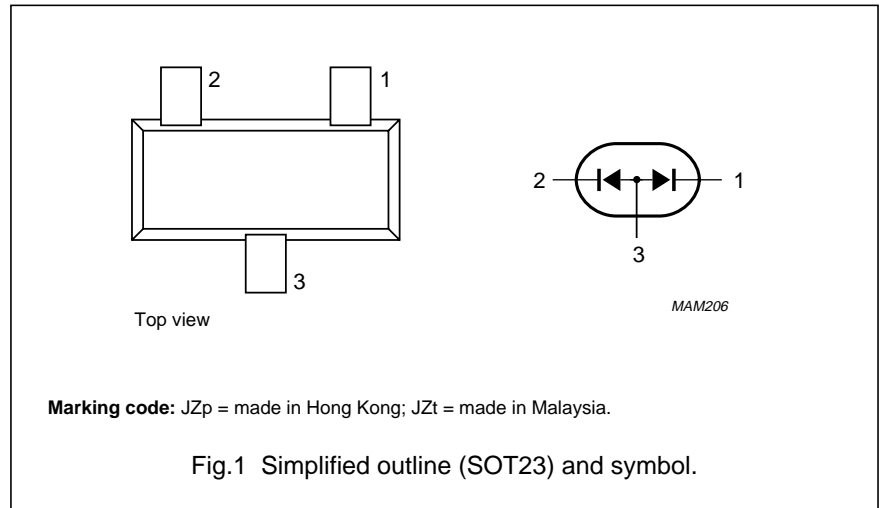 2
1
3
Top view
2
1
3
MAM206
Marking code: JZp = made in Hong Kong; JZt = made in Malaysia.
Fig.1 Simplified outline (SOT23) and symbol.